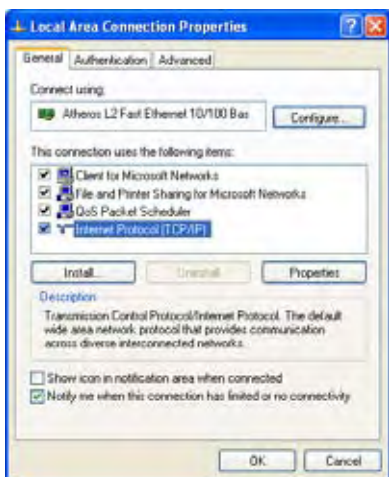 Local Area Connection Properties
General Authentication Advanced
Connect using:
Atheros L2 Fast Ethernet 10/100 Bas Configure...
This connection uses the following items:
Client for Microsoft Networks
File and Printer Sharing for Microsoft Networks
QoS Packet Scheduler
Internet Protocol (TCP/IP)
Install... Uninstall Properties
Description
Transmission Control Protocol/Internet Protocol. The default
wide area network protocol that provides communication
across diverse interconnected networks.
Show icon in notification area when connected
Notify me when this connection has limited or no connectivity
OK Cancel